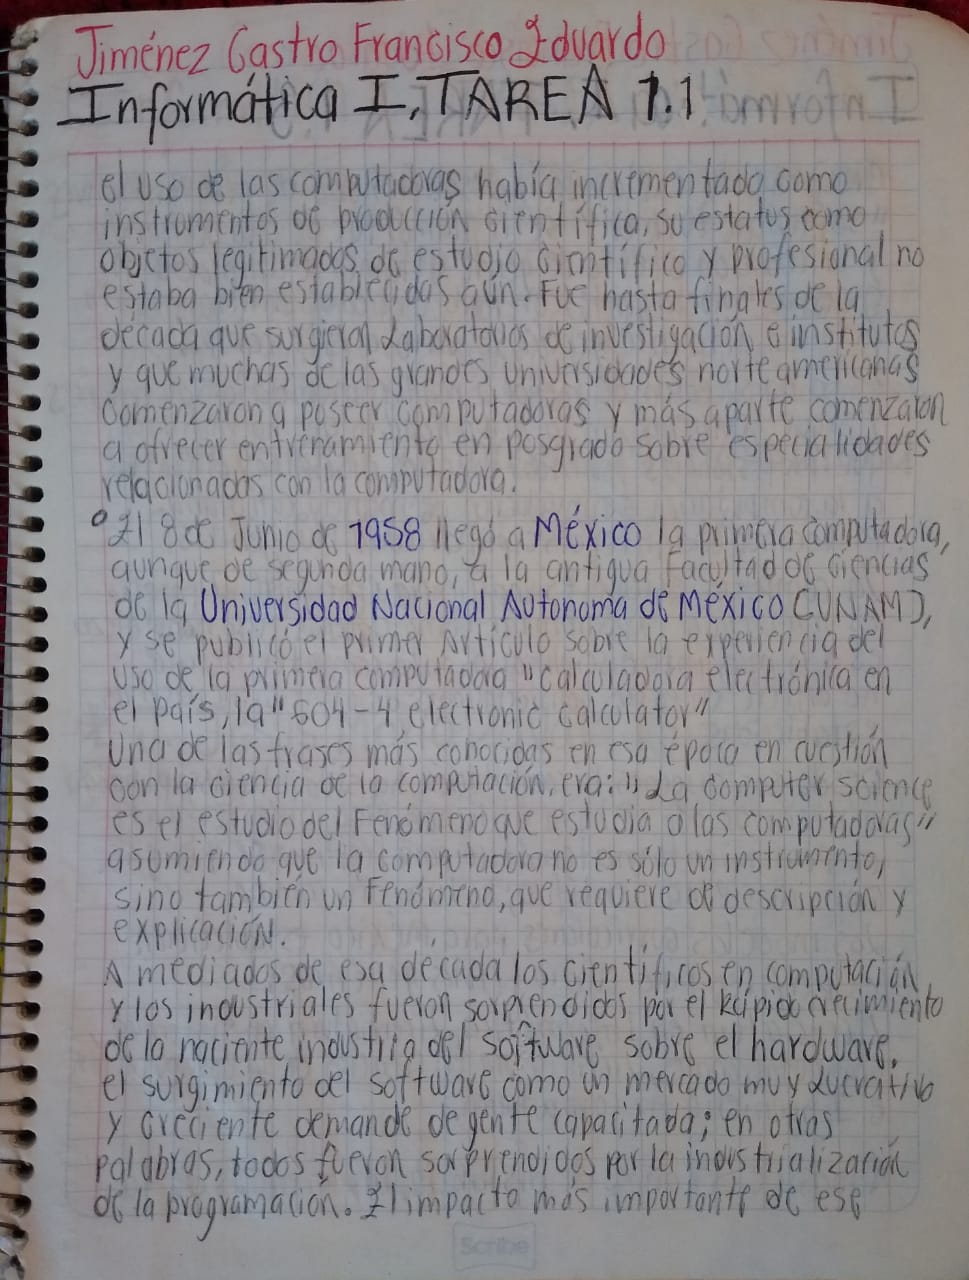 Jiménez Castro Francisco Eduardo
Informática I, TAREA 1.1
el uso de las computadoras había incrementado como
instrumentos de producción científica, su estatus como
objetos legitimados de estudio científico y profesional no
estaba bien establecidas aún. Fue hasta finales de la
decada que surgieron Laboratorios de investigación e institutos
y que muchas de las grandes universidades norteamericanas
comenzaron a poseer computadoras y más aparte comenzaron
a ofrecer entrenamiento en posgrado sobre especialidades
relacionadas con la computadora.
° El 8 de Junio de 1958 llegó a México la primera computadora,
aunque de segunda mano, a la antigua facultad de ciencias
de la Universidad Nacional Autonoma de México (UNAM),
y se publicó el primer Artículo sobre la experiencia del
uso de la primera computadora "calculadora electrónica en
el país, la "604-4 electronic calculator"
Una de las frases más conocidas en esa época en cuestión
con la ciencia de la computación, era: "La computer science
es el estudio del Fenómeno que estudia a las computadoras"
asumiendo que la computadora no es sólo un instrumento,
sino también un fenómeno, que requiere de descripción y
explicación.
A mediados de esa década los científicos en computación
y los industriales fueron sorprendidos por el Rápido crecimiento
de la naciente industria del software sobre el hardware.
el surgimiento del software como un mercado muy Lucrativo
y creciente demande de gente capacitada; en otras
palabras, todos fueron sorprendidos por la industrialización
de la programación. El impacto más importante de ese
Scribe